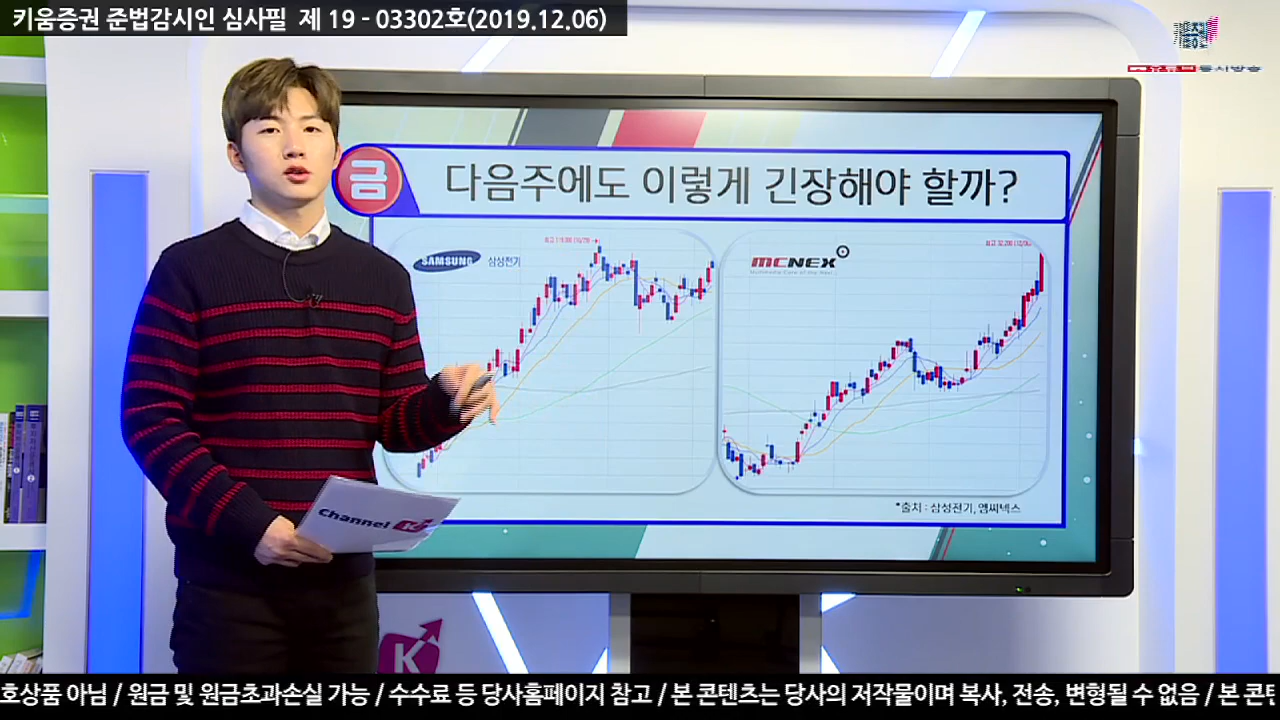 키움증권 준법감시인 심사필 제 19 - 03302호(2019.12.06)
금
다음주에도 이렇게 긴장해야 할까?
SAMSUNG 삼성전기
MCNEX
*출처 : 삼성전기, 엠씨넥스
Channel K
K
호상품 아님 / 원금 및 원금초과손실 가능 / 수수료 등 당사홈페이지 참고 / 본 콘텐츠는 당사의 저작물이며 복사, 전송, 변형될 수 없음 / 본 콘텐